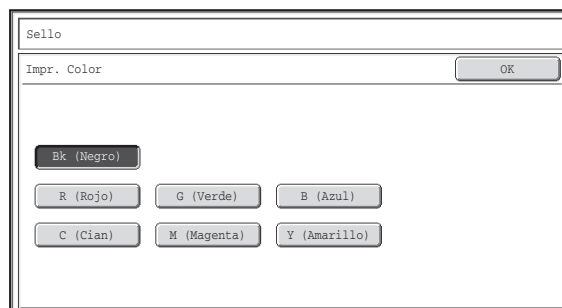 Sello
Impr. Color
OK
Bk (Negro)
R (Rojo) G (Verde) B (Azul)
C (Cian) M (Magenta) Y (Amarillo)